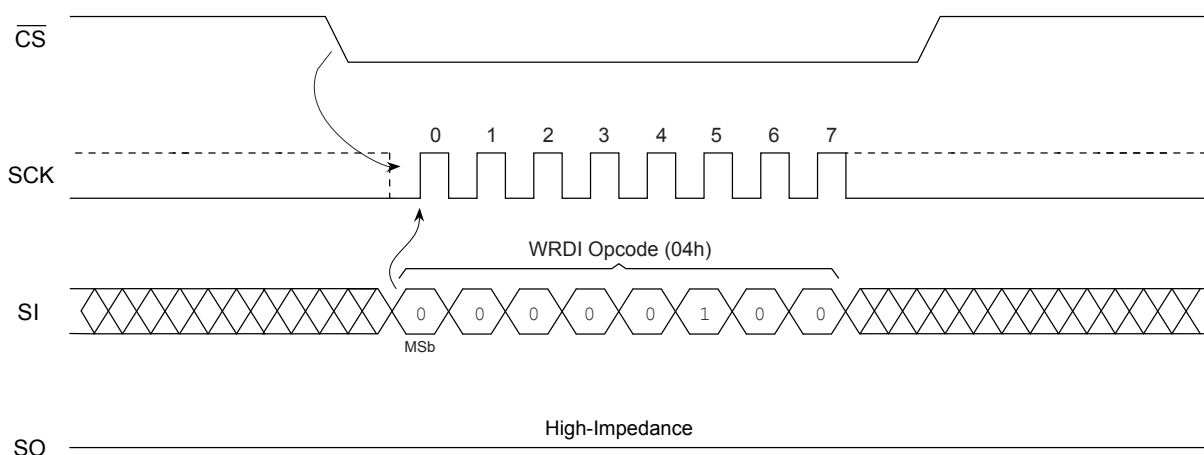 CS
0 1 2 3 4 5 6 7
SCK
WRDI Opcode (04h)
SI
0 0 0 0 0 1 0 0
MSb
High-Impedance
SO